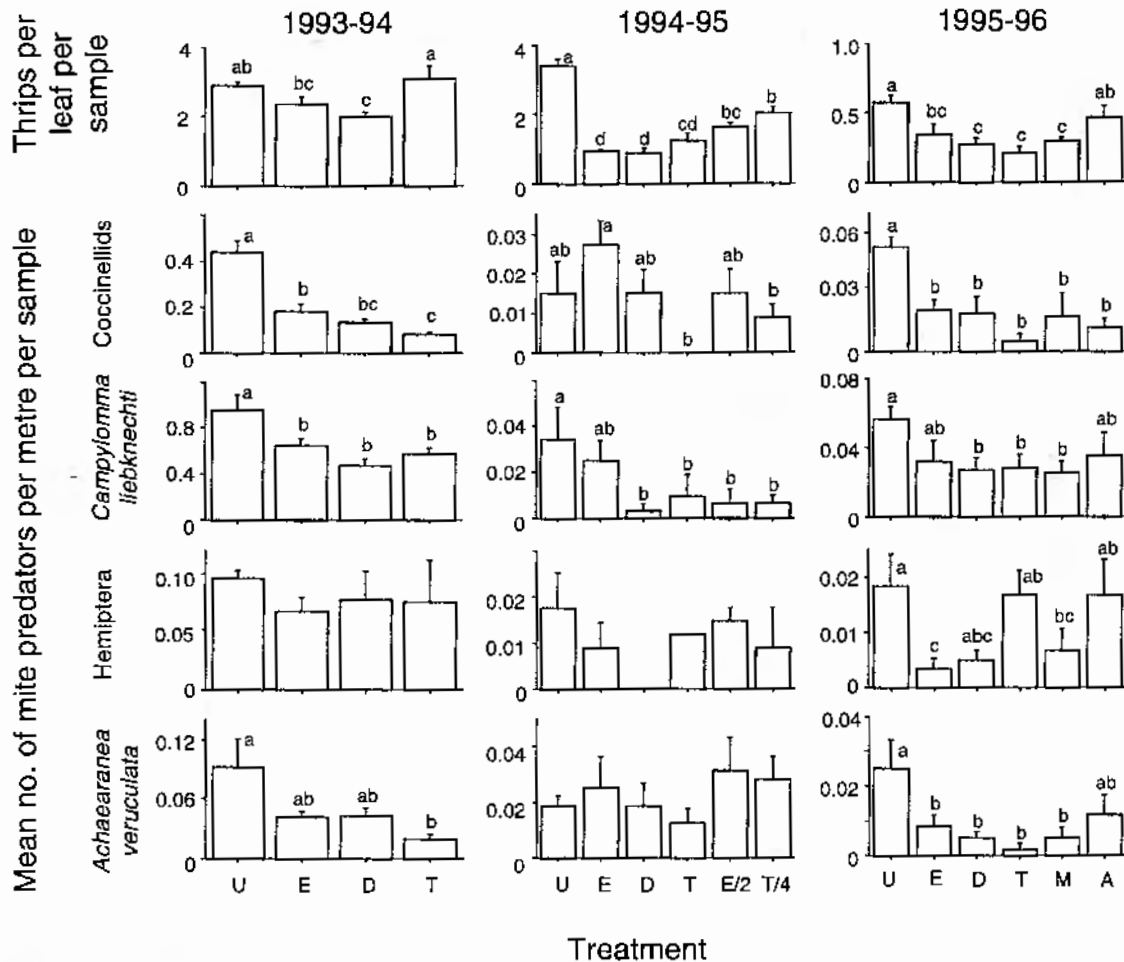 1993-94
1994-95
1995-96
Thrips per
leaf per
sample
4
2
0
ab
bc
c
a
4
2
0
a
d
d
cd
bc
b
1.0
0.5
0
a
bc
c
c
c
ab
Mean no. of mite predators per metre per sample
Coccinellids
0.4
0.2
0
a
b
bc
c
0.03
0.02
0.01
0
ab
a
ab
b
ab
b
0.06
0.03
0
a
b
b
b
b
b
Campylomma
liebknechti
0.8
0.4
0
a
b
b
b
0.04
0.02
0
a
ab
b
b
b
b
0.08
0.04
0
a
ab
b
b
b
ab
Hemiptera
0.10
0.05
0
0.02
0.01
0
0.02
0.01
0
a
c
abc
ab
bc
ab
Achaearanea
veruculata
0.12
0.06
0
a
ab
ab
b
0.04
0.02
0
0.04
0.02
0
a
b
b
b
b
ab
U E D T
U E D T E/2 T/4
U E D T M A
Treatment